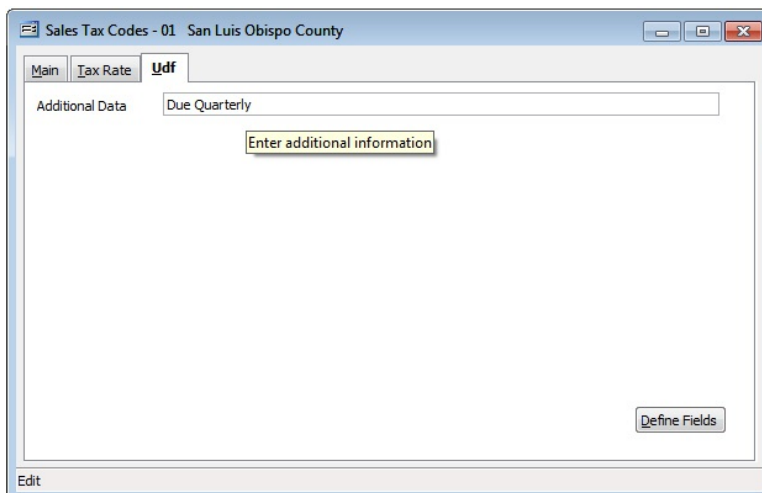 Sales Tax Codes - 01 San Luis Obispo County
Main Tax Rate Udf
Additional Data Due Quarterly
Enter additional information
Define Fields
Edit